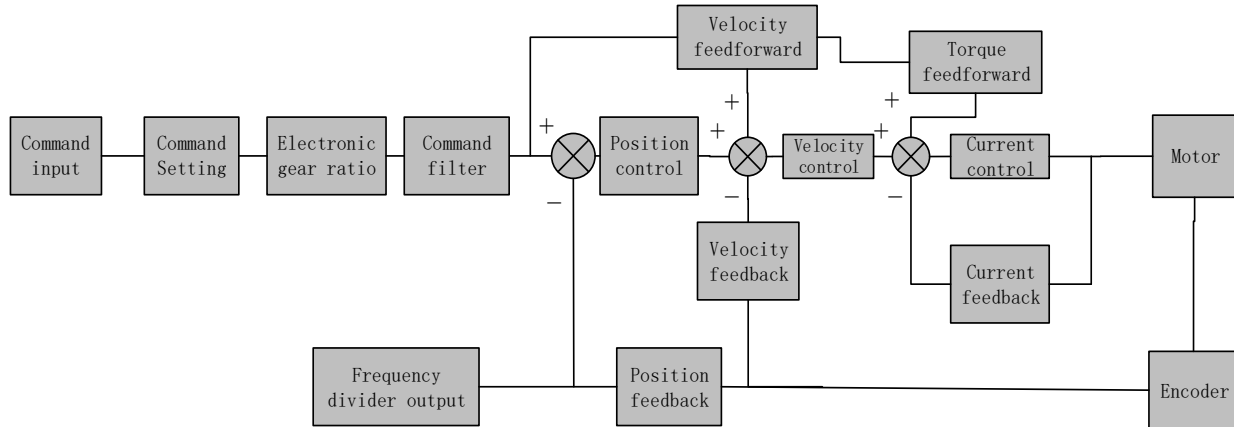 Velocity
feedforward
Torque
feedforward
+
+
Command
input
Command
Setting
Electronic
gear ratio
Command
filter
+
Position
control
+
Velocity
control
+
Current
control
Motor
−
−
−
Velocity
feedback
Current
feedback
Frequency
divider output
Position
feedback
Encoder